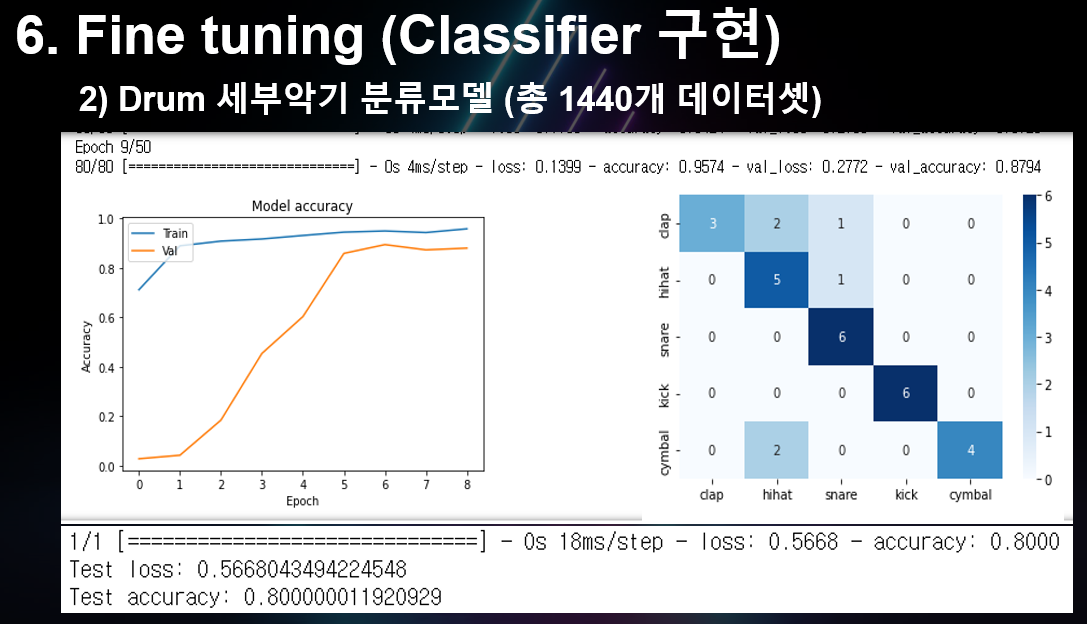 6. Fine tuning (Classifier 구현)
2) Drum 세부악기 분류모델 (총 1440개 데이터셋)
Epoch 9/50
80/80 [==============================] - 0s 4ms/step - loss: 0.1399 - accuracy: 0.9574 - val_loss: 0.2772 - val_accuracy: 0.8794
Model accuracy
Train
Val
1.0
0.8
0.6
0.4
0.2
0.0
Accuracy
0 1 2 3 4 5 6 7 8
Epoch
clap 3 2 1 0 0
hihat 0 5 1 0 0
snare 0 0 6 0 0
kick 0 0 0 6 0
cymbal 0 2 0 0 4
clap hihat snare kick cymbal
6
5
4
3
2
1
0
1/1 [==============================] - 0s 18ms/step - loss: 0.5668 - accuracy: 0.8000
Test loss: 0.5668043494224548
Test accuracy: 0.800000011920929